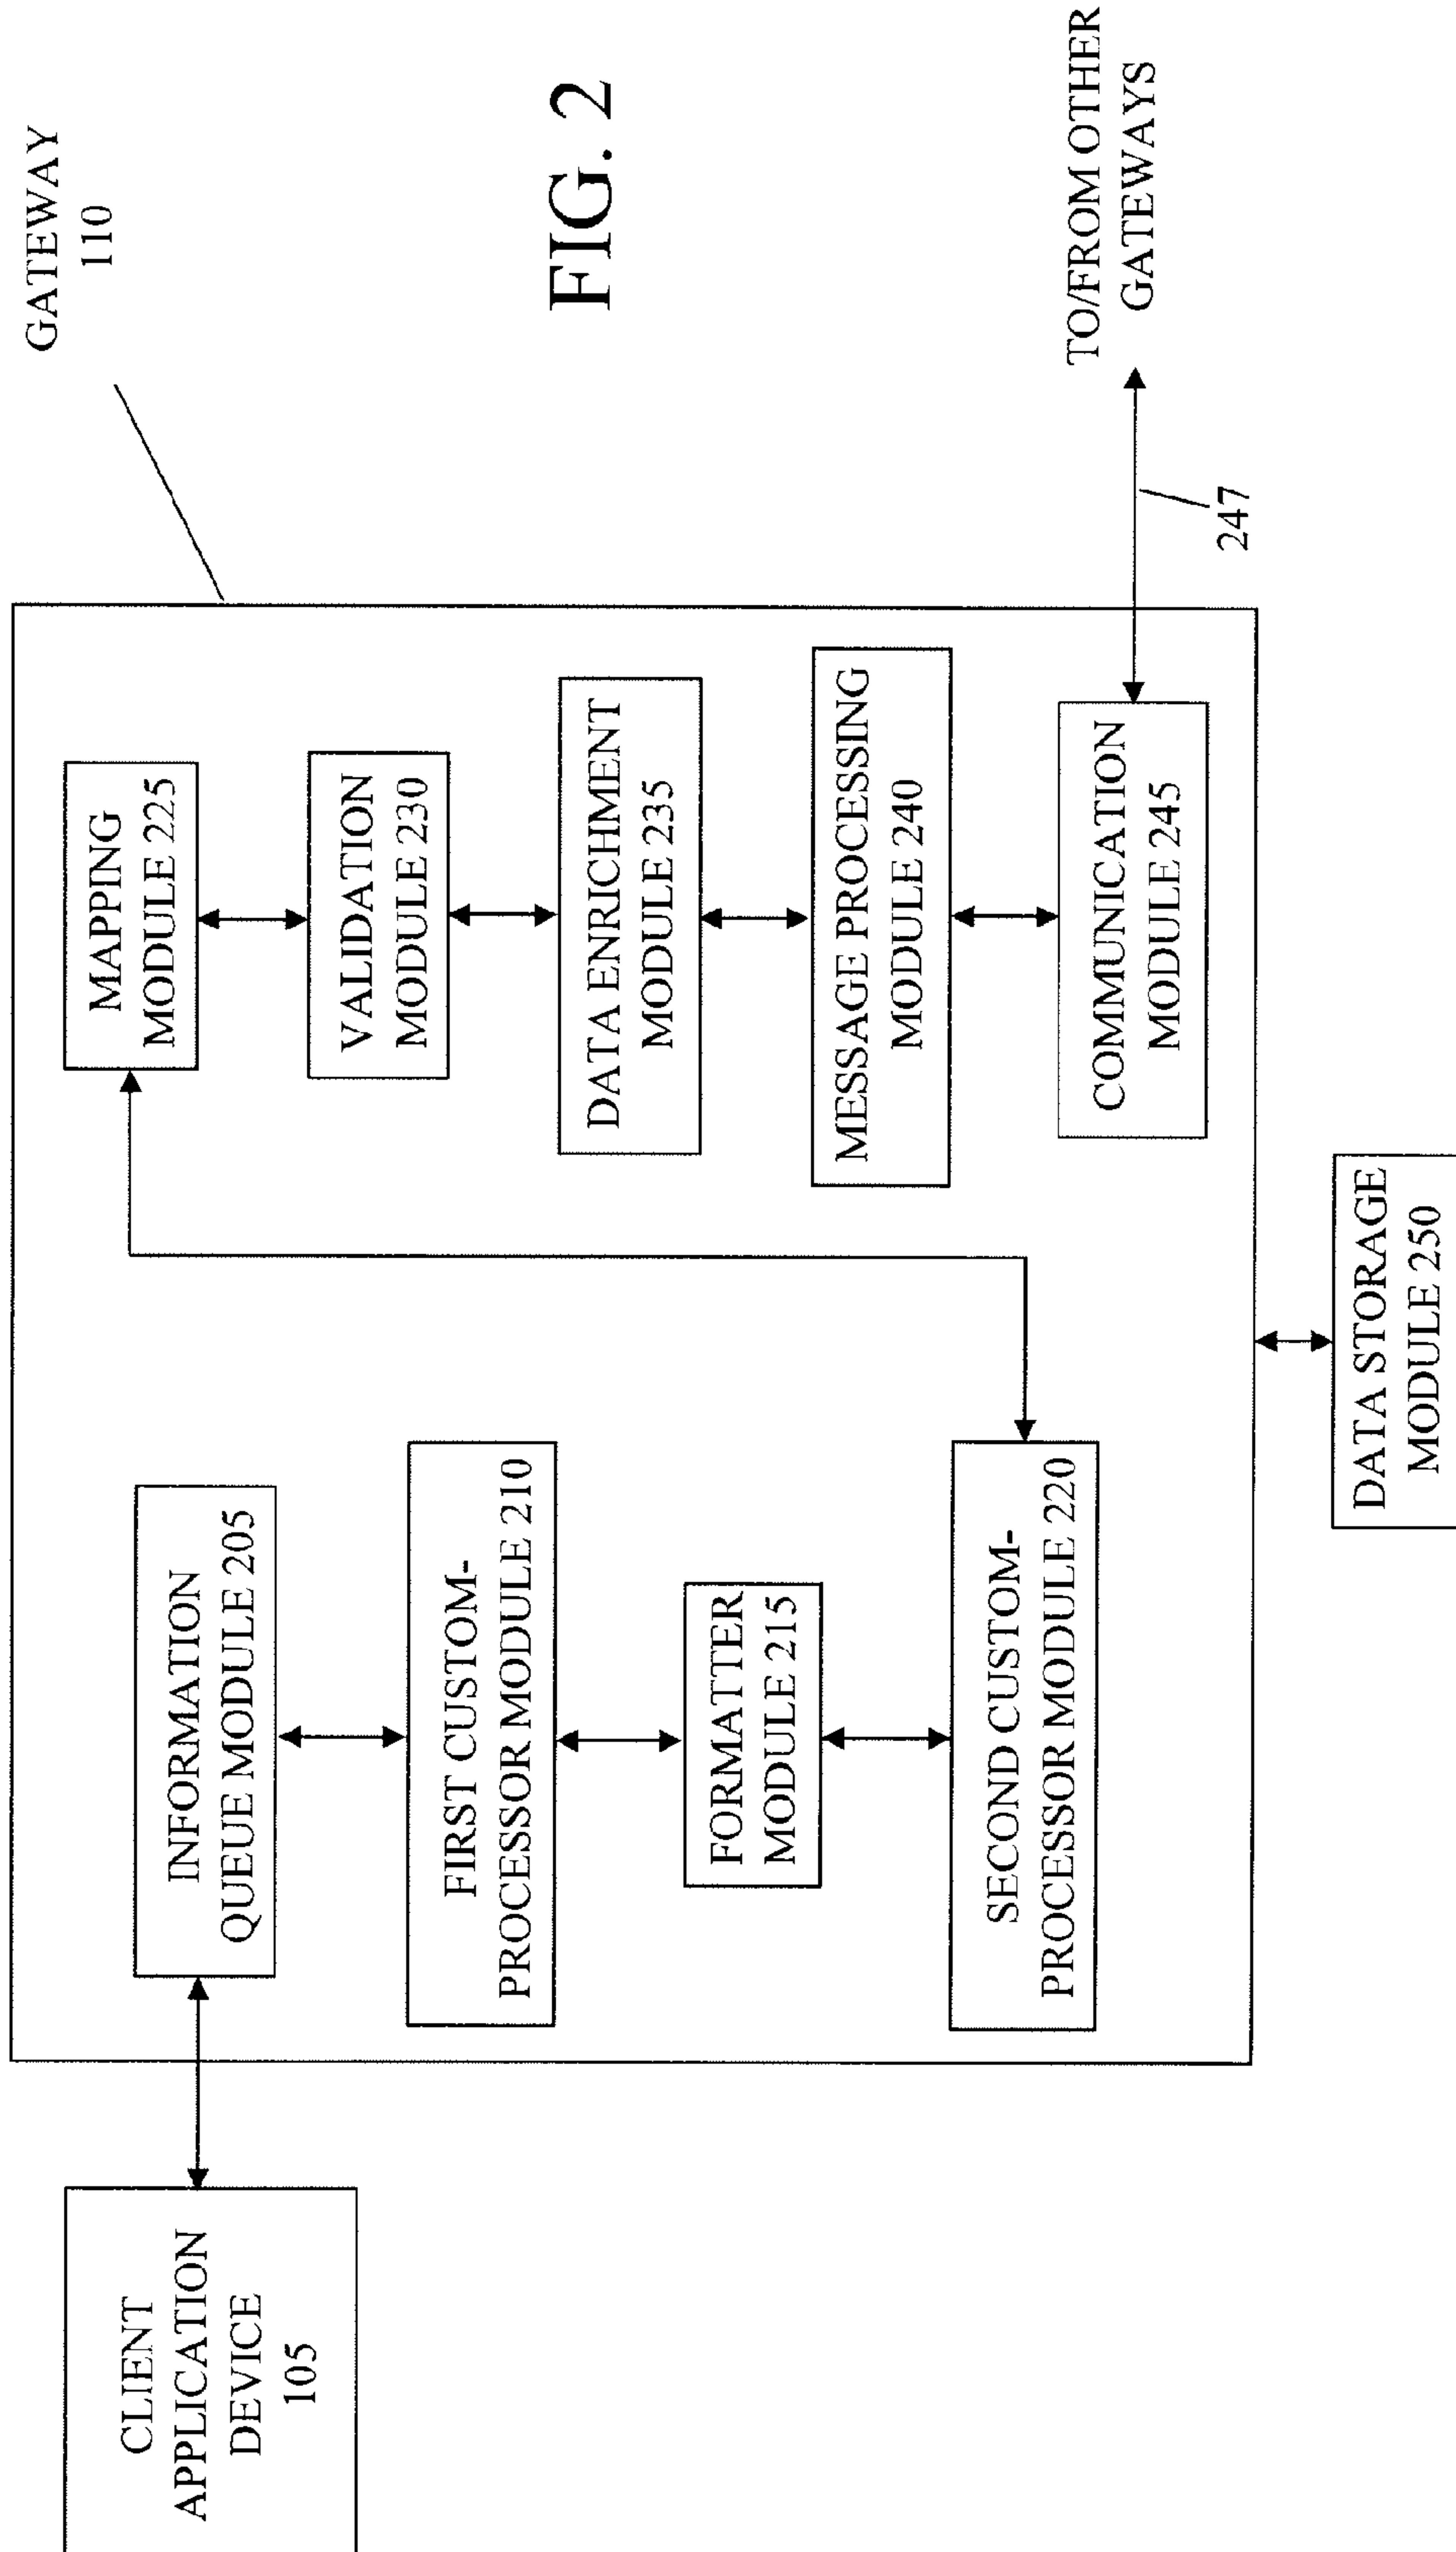 CLIENT
APPLICATION
DEVICE
105
INFORMATION
QUEUE MODULE 205
FIRST CUSTOM-
PROCESSOR MODULE 210
FORMATTER
MODULE 215
SECOND CUSTOM-
PROCESSOR MODULE 220
MAPPING
MODULE 225
VALIDATION
MODULE 230
DATA ENRICHMENT
MODULE 235
MESSAGE PROCESSING
MODULE 240
COMMUNICATION
MODULE 245
DATA STORAGE
MODULE 250
GATEWAY
110
FIG. 2
TO/FROM OTHER
GATEWAYS
247